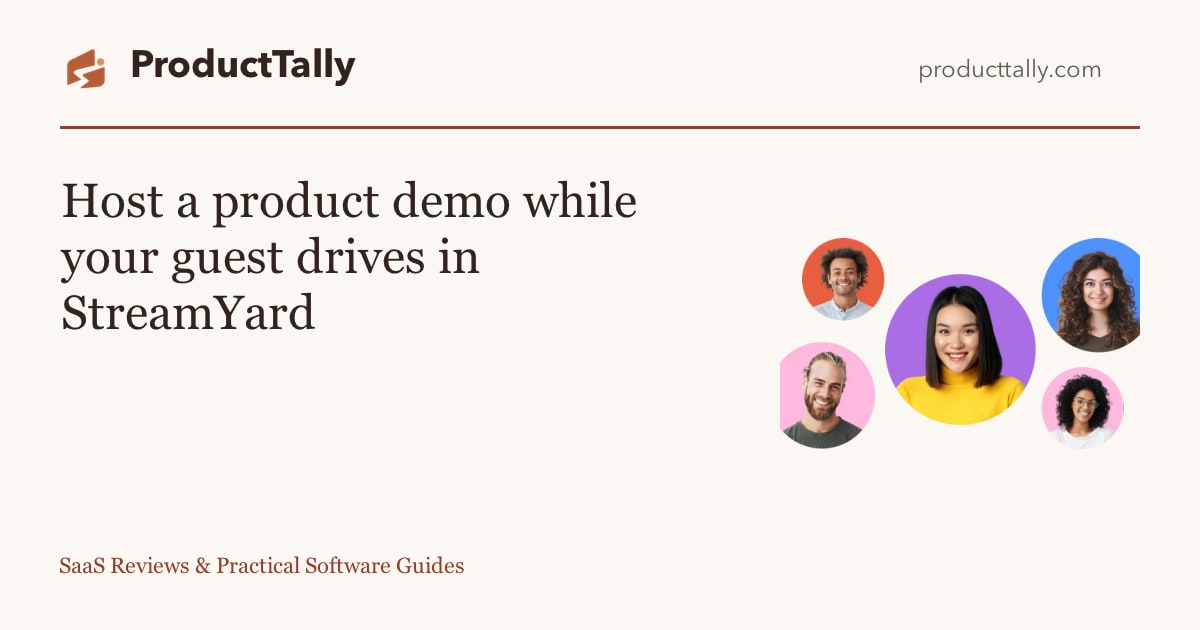 ProductTally
producttally.com
Host a product demo while
your guest drives in
StreamYard
SaaS Reviews & Practical Software Guides